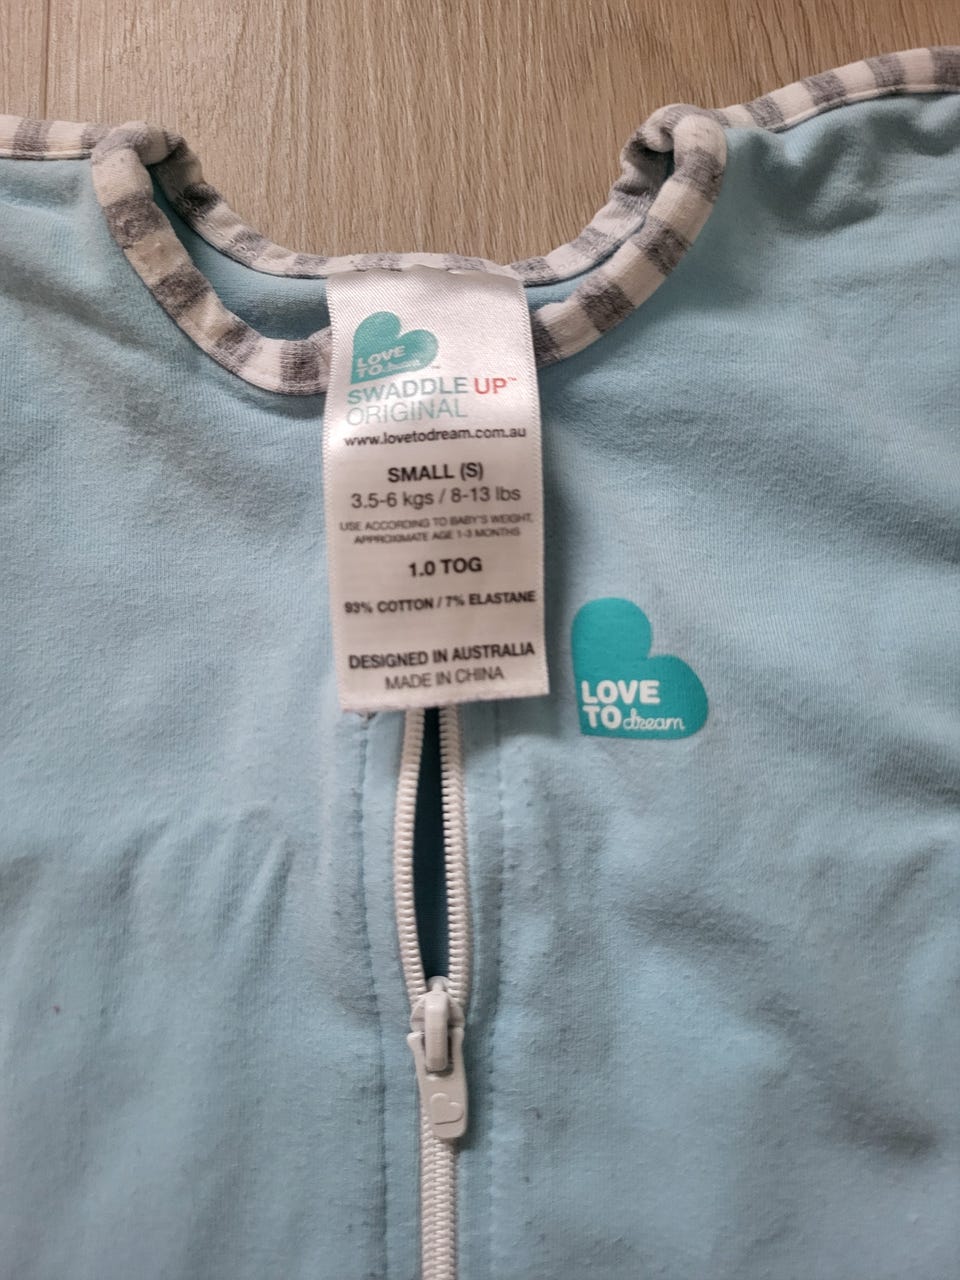 LOVE
TO dream™
SWADDLE UP™
ORIGINAL
www.lovetodream.com.au
SMALL (S)
3.5-6 kgs / 8-13 lbs
USE ACCORDING TO BABY'S WEIGHT,
APPROXIMATE AGE 1-3 MONTHS
1.0 TOG
93% COTTON / 7% ELASTANE
DESIGNED IN AUSTRALIA
MADE IN CHINA
LOVE
TO dream